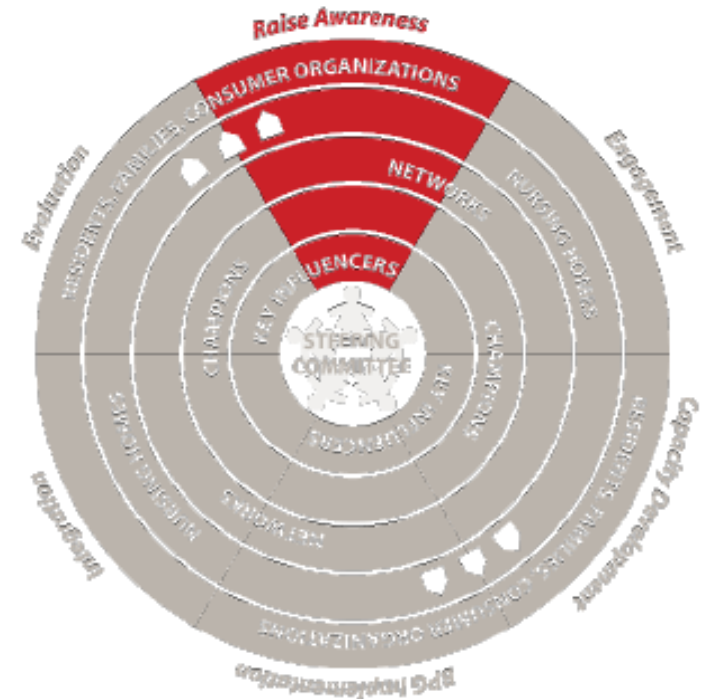 Raise Awareness
Engagement
Capacity Development
BPG Implementation
Integration
Evaluation
RESIDENTS, FAMILIES, CONSUMER ORGANIZATIONS
NURSING HOMES
NETWORKS
CHAMPIONS
KEY INFLUENCERS
STEERING
COMMITTEE
CHAMPIONS
KEY INFLUENCERS
RESIDENTS, FAMILIES, CONSUMER ORGANIZATIONS
NURSING HOMES
NETWORKS